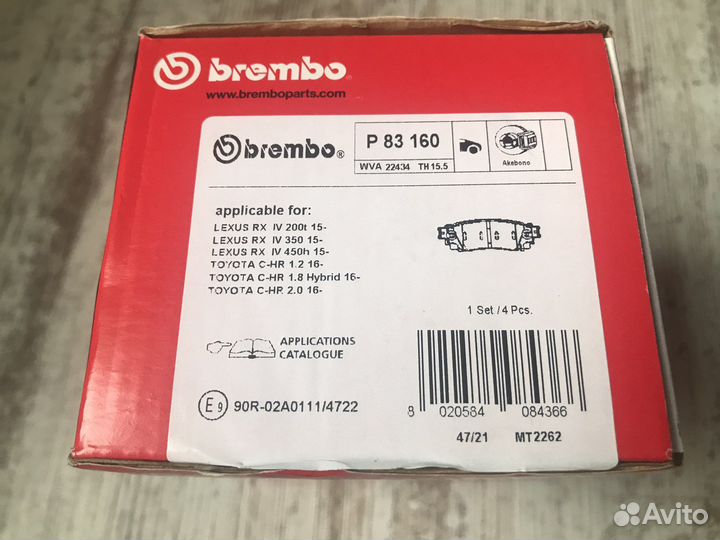 brembo®
www.bremboparts.com
brembo®
P 83 160
WVA 22434 TH 15.5
Akebono
applicable for:
LEXUS RX IV 200t 15-
LEXUS RX IV 350 15-
LEXUS RX IV 450h 15-
TOYOTA C-HR 1.2 16-
TOYOTA C-HR 1.8 Hybrid 16-
TOYOTA C-HR 2.0 16-
1 Set / 4 Pcs.
APPLICATIONS
CATALOGUE
E9 90R-02A0111/4722
8 020584 084366
47/21 MT2262
Avito